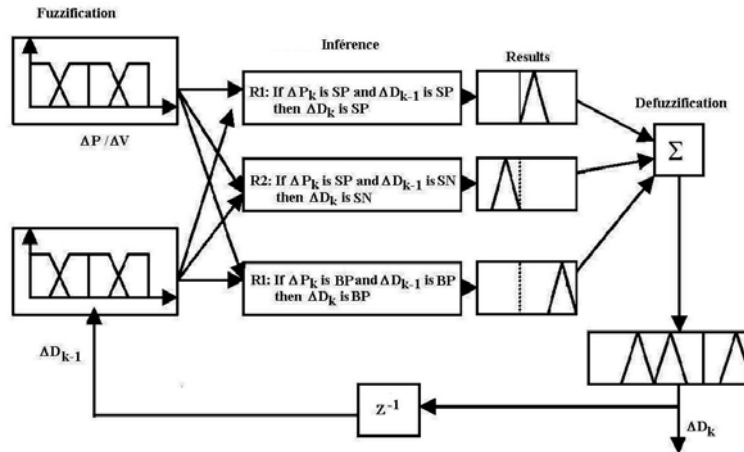 Fuzzification
Inférence
Results
Defuzzification
R1: If ΔPk is SP and ΔDk-1 is SP
then ΔDk is SP
ΔP /ΔV
R2: If ΔPk is SP and ΔDk-1 is SN
then ΔDk is SN
Σ
R1: If ΔPk is BP and ΔDk-1 is BP
then ΔDk is BP
ΔDk-1
Z-1
ΔDk